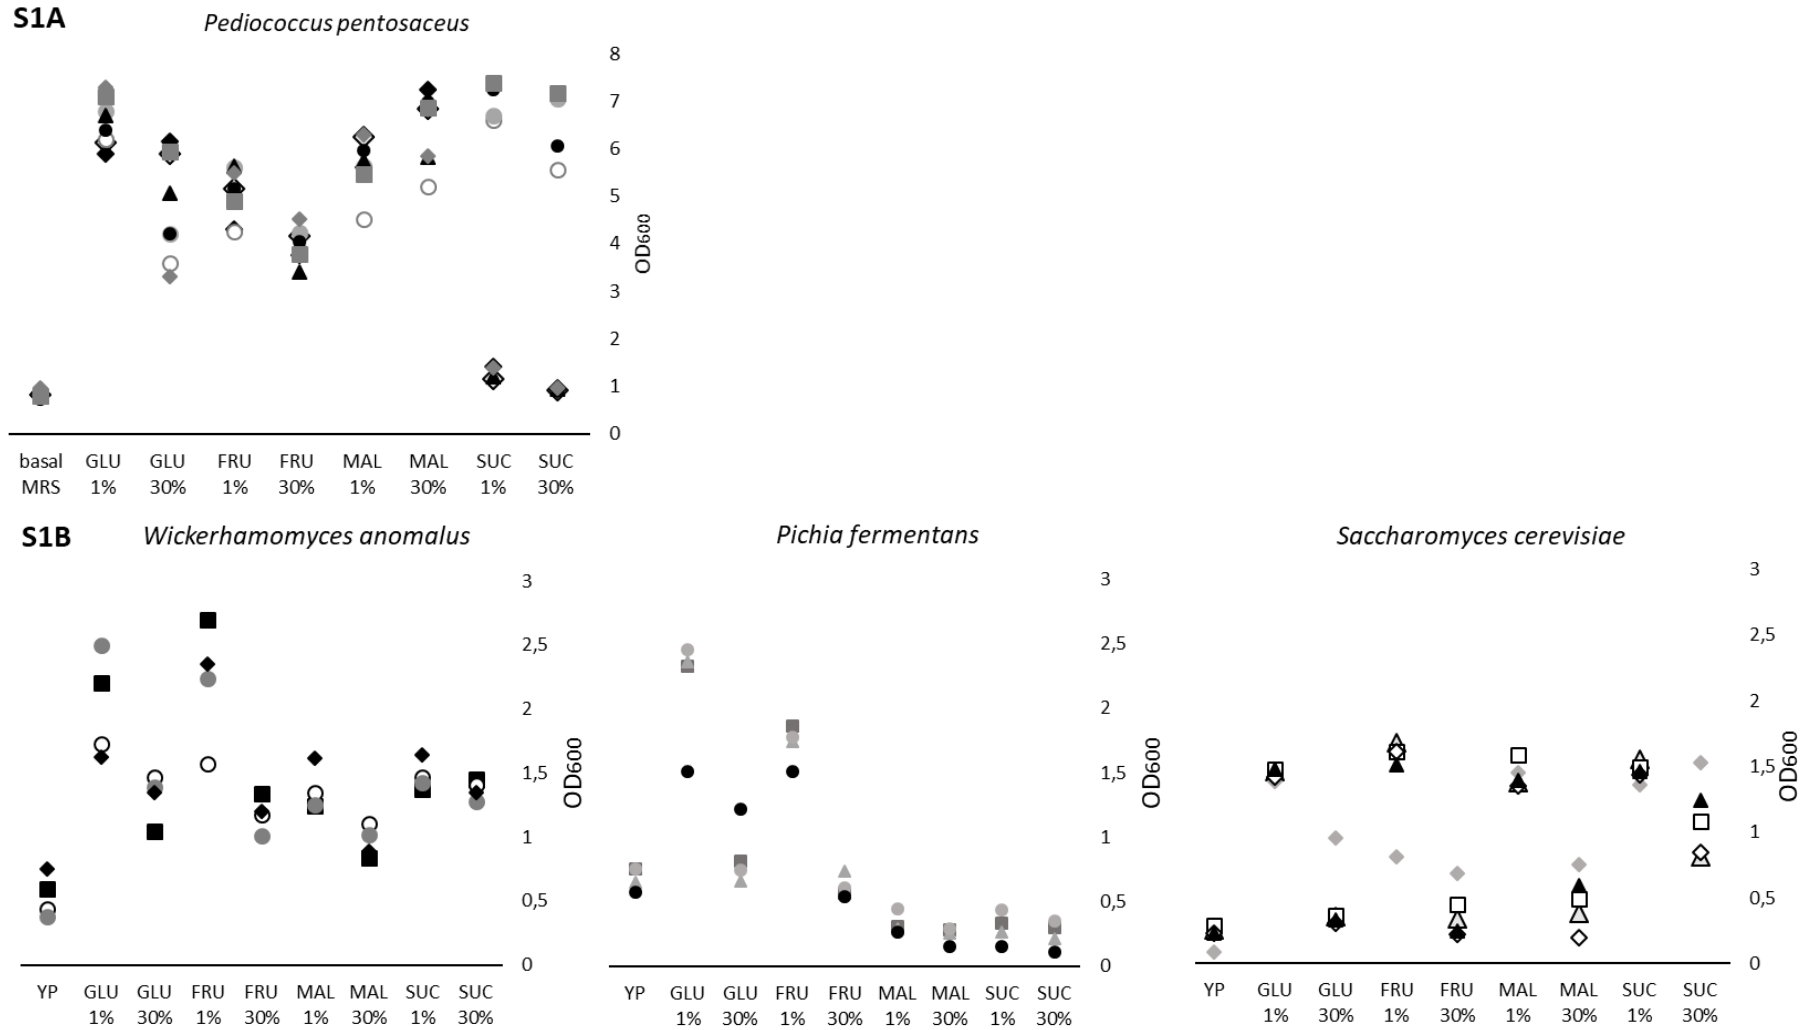 S1A
Pediococcus pentosaceus
8
7
6
5
4
3
2
1
0
OD600
basal GLU GLU FRU FRU MAL MAL SUC SUC
MRS 1% 30% 1% 30% 1% 30% 1% 30%
S1B
Wickerhamomyces anomalus
3
2,5
2
1,5
1
0,5
0
OD600
YP GLU GLU FRU FRU MAL MAL SUC SUC
1% 30% 1% 30% 1% 30% 1% 30%
Pichia fermentans
3
2,5
2
1,5
1
0,5
0
OD600
YP GLU GLU FRU FRU MAL MAL SUC SUC
1% 30% 1% 30% 1% 30% 1% 30%
Saccharomyces cerevisiae
3
2,5
2
1,5
1
0,5
0
OD600
YP GLU GLU FRU FRU MAL MAL SUC SUC
1% 30% 1% 30% 1% 30% 1% 30%